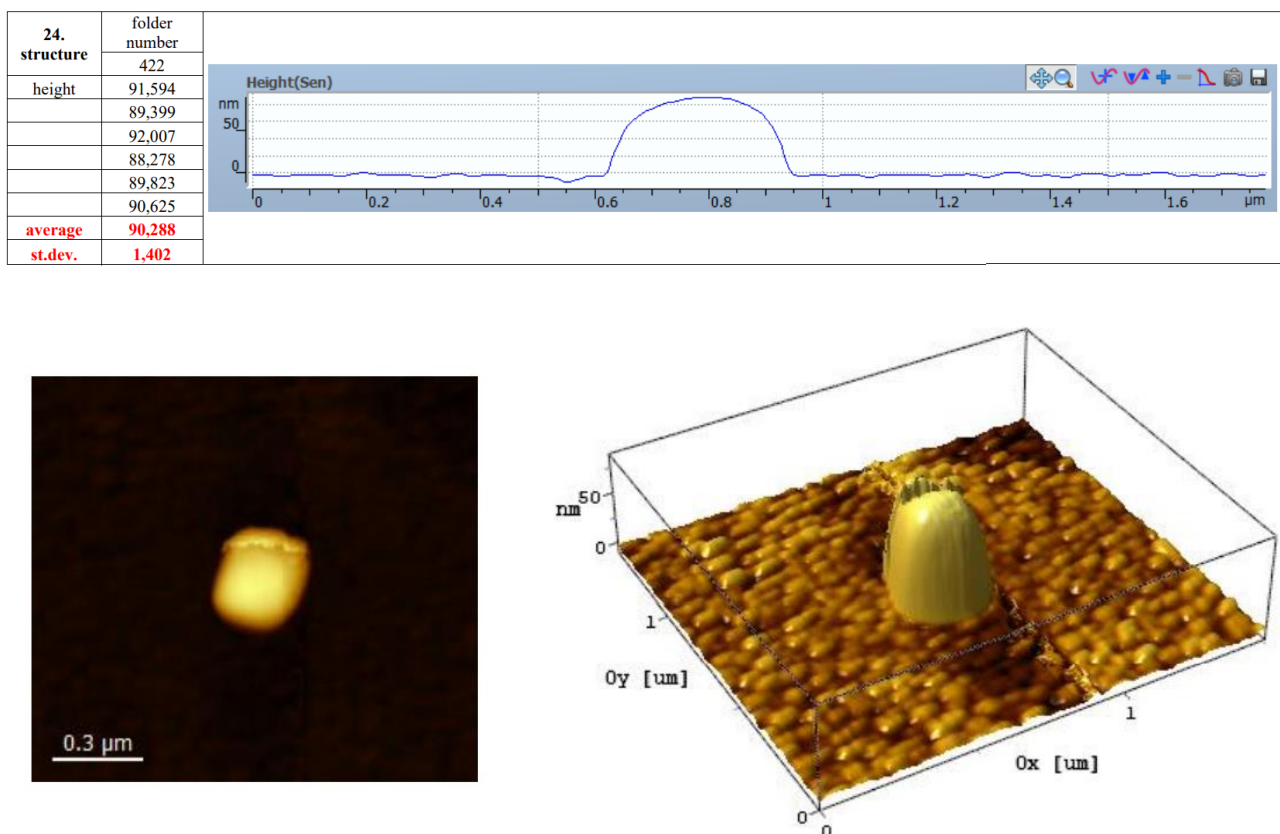 24.
structure
folder
number
422
height
91,594
89,399
92,007
88,278
89,823
90,625
average
90,288
st.dev.
1,402
Height(Sen)
nm
50
0
0
0.2
0.4
0.6
0.8
1
1.2
1.4
1.6
µm
0.3 µm
nm
50
0
1
Oy [um]
0
0
1
Ox [um]